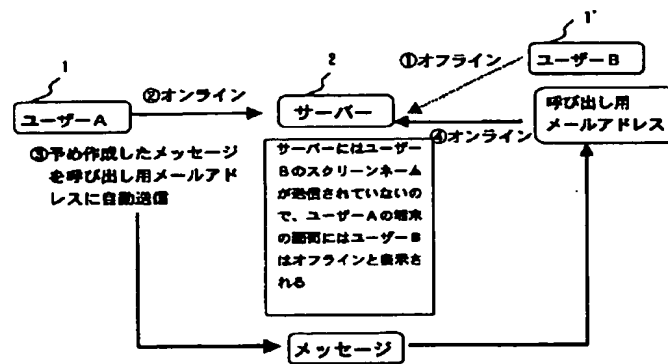 1
2
1'
①オフライン
ユーザーB
②オンライン
ユーザーA
サーバー
呼び出し用
メールアドレス
④オンライン
③予め作成したメッセージ
を呼び出し用メールアド
レスに自動送信
サーバーにはユーザー
Bのスクリーンネーム
が送信されていないの
で、ユーザーAの端末
の画面にはユーザーB
はオフラインと表示さ
れる
メッセージ